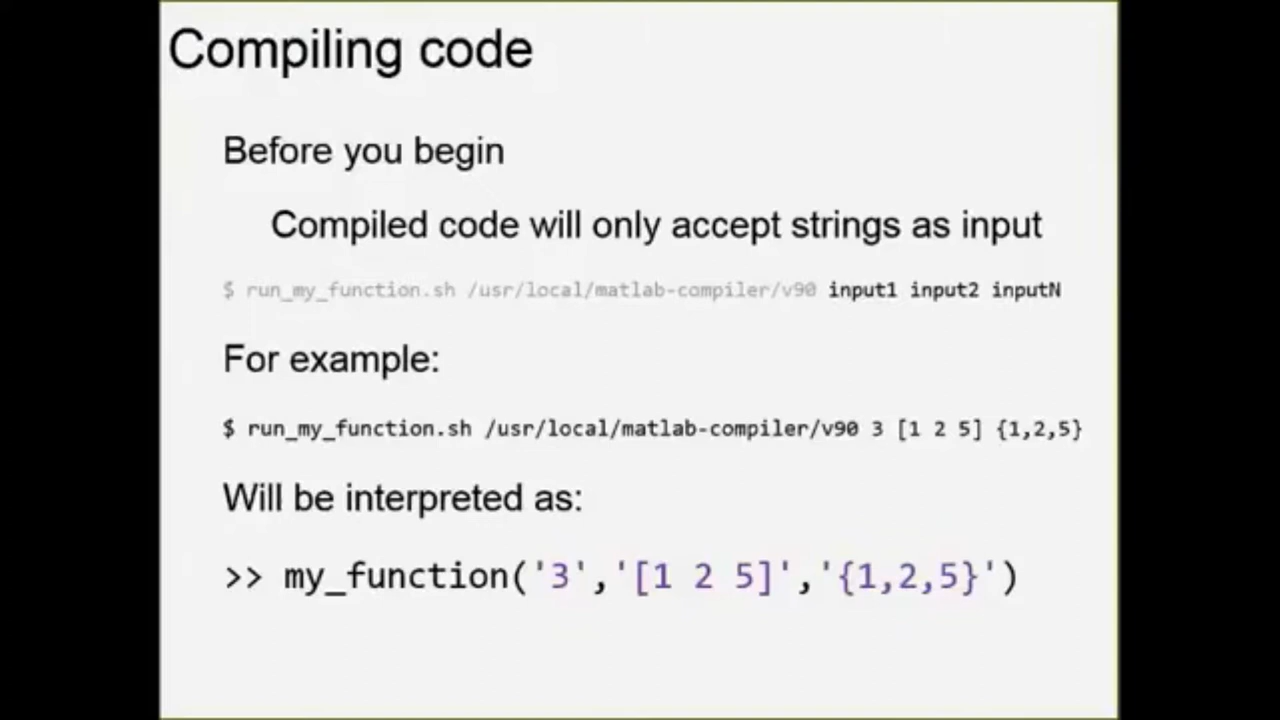 Compiling code
Before you begin
Compiled code will only accept strings as input
$ run_my_function.sh /usr/local/matlab-compiler/v90 input1 input2 inputN
For example:
$ run_my_function.sh /usr/local/matlab-compiler/v90 3 [1 2 5] {1,2,5}
Will be interpreted as:
>> my_function('3','[1 2 5]','{1,2,5}')